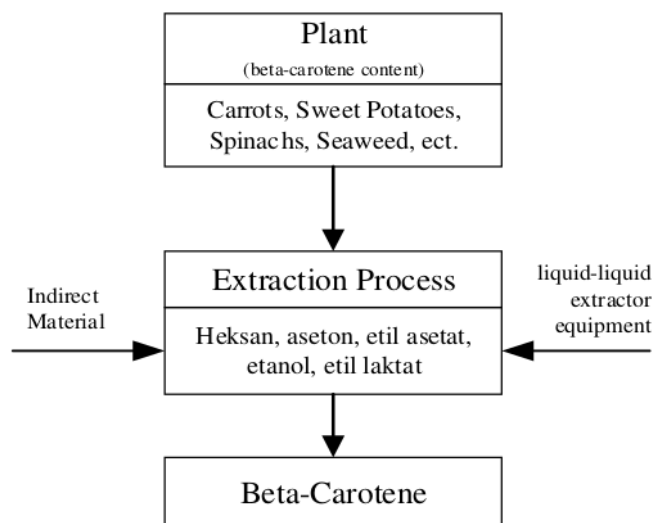 Plant
(beta-carotene content)
Carrots, Sweet Potatoes,
Spinachs, Seaweed, ect.
Extraction Process
Indirect
Material
liquid-liquid
extractor
equipment
Heksan, aseton, etil asetat,
etanol, etil laktat
Beta-Carotene